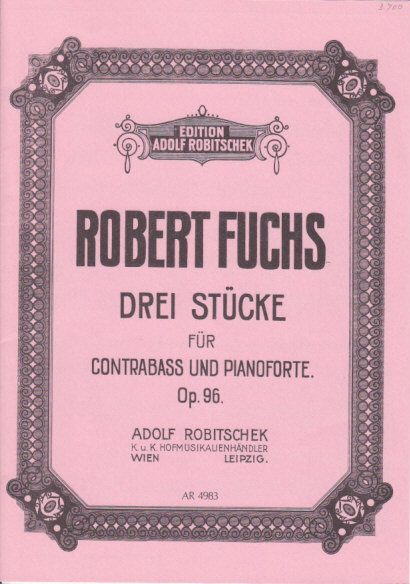 3.700
EDITION
ADOLF ROBITSCHEK
ROBERT FUCHS
DREI STÜCKE
FÜR
CONTRABASS UND PIANOFORTE.
Op. 96.
ADOLF ROBITSCHEK
K. u. K. HOFMUSIKALIENHÄNDLER
WIEN LEIPZIG.
AR 4983